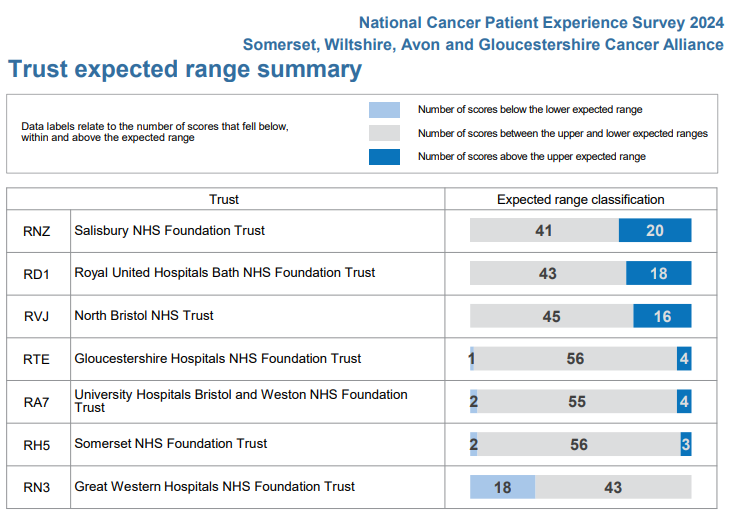 National Cancer Patient Experience Survey 2024
Somerset, Wiltshire, Avon and Gloucestershire Cancer Alliance
Trust expected range summary
Data labels relate to the number of scores that fell below,
within and above the expected range
Number of scores below the lower expected range
Number of scores between the upper and lower expected ranges
Number of scores above the upper expected range
Trust Expected range classification
RNZ Salisbury NHS Foundation Trust 41 20
RD1 Royal United Hospitals Bath NHS Foundation Trust 43 18
RVJ North Bristol NHS Trust 45 16
RTE Gloucestershire Hospitals NHS Foundation Trust 1 56 4
RA7 University Hospitals Bristol and Weston NHS Foundation
Trust 2 55 4
RH5 Somerset NHS Foundation Trust 2 56 3
RN3 Great Western Hospitals NHS Foundation Trust 18 43